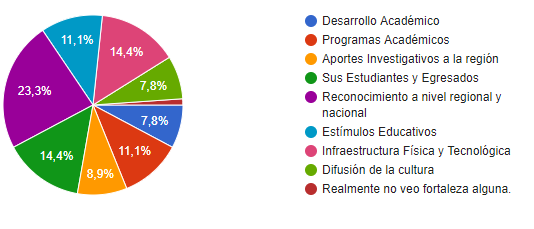 11,1%
14,4%
7,8%
7,8%
11,1%
8,9%
14,4%
23,3%
Desarrollo Académico
Programas Académicos
Aportes Investigativos a la región
Sus Estudiantes y Egresados
Reconocimiento a nivel regional y
nacional
Estímulos Educativos
Infraestructura Física y Tecnológica
Difusión de la cultura
Realmente no veo fortaleza alguna.